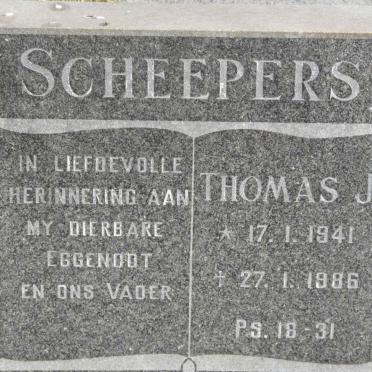 SCHEEPERS
IN LIEFDEVOLLE
HERINNERING AAN
MY DIERBARE
EGGENOOT
EN ONS VADER
THOMAS J
* 17. 1. 1941
† 27. 1. 1986
PS. 18-31